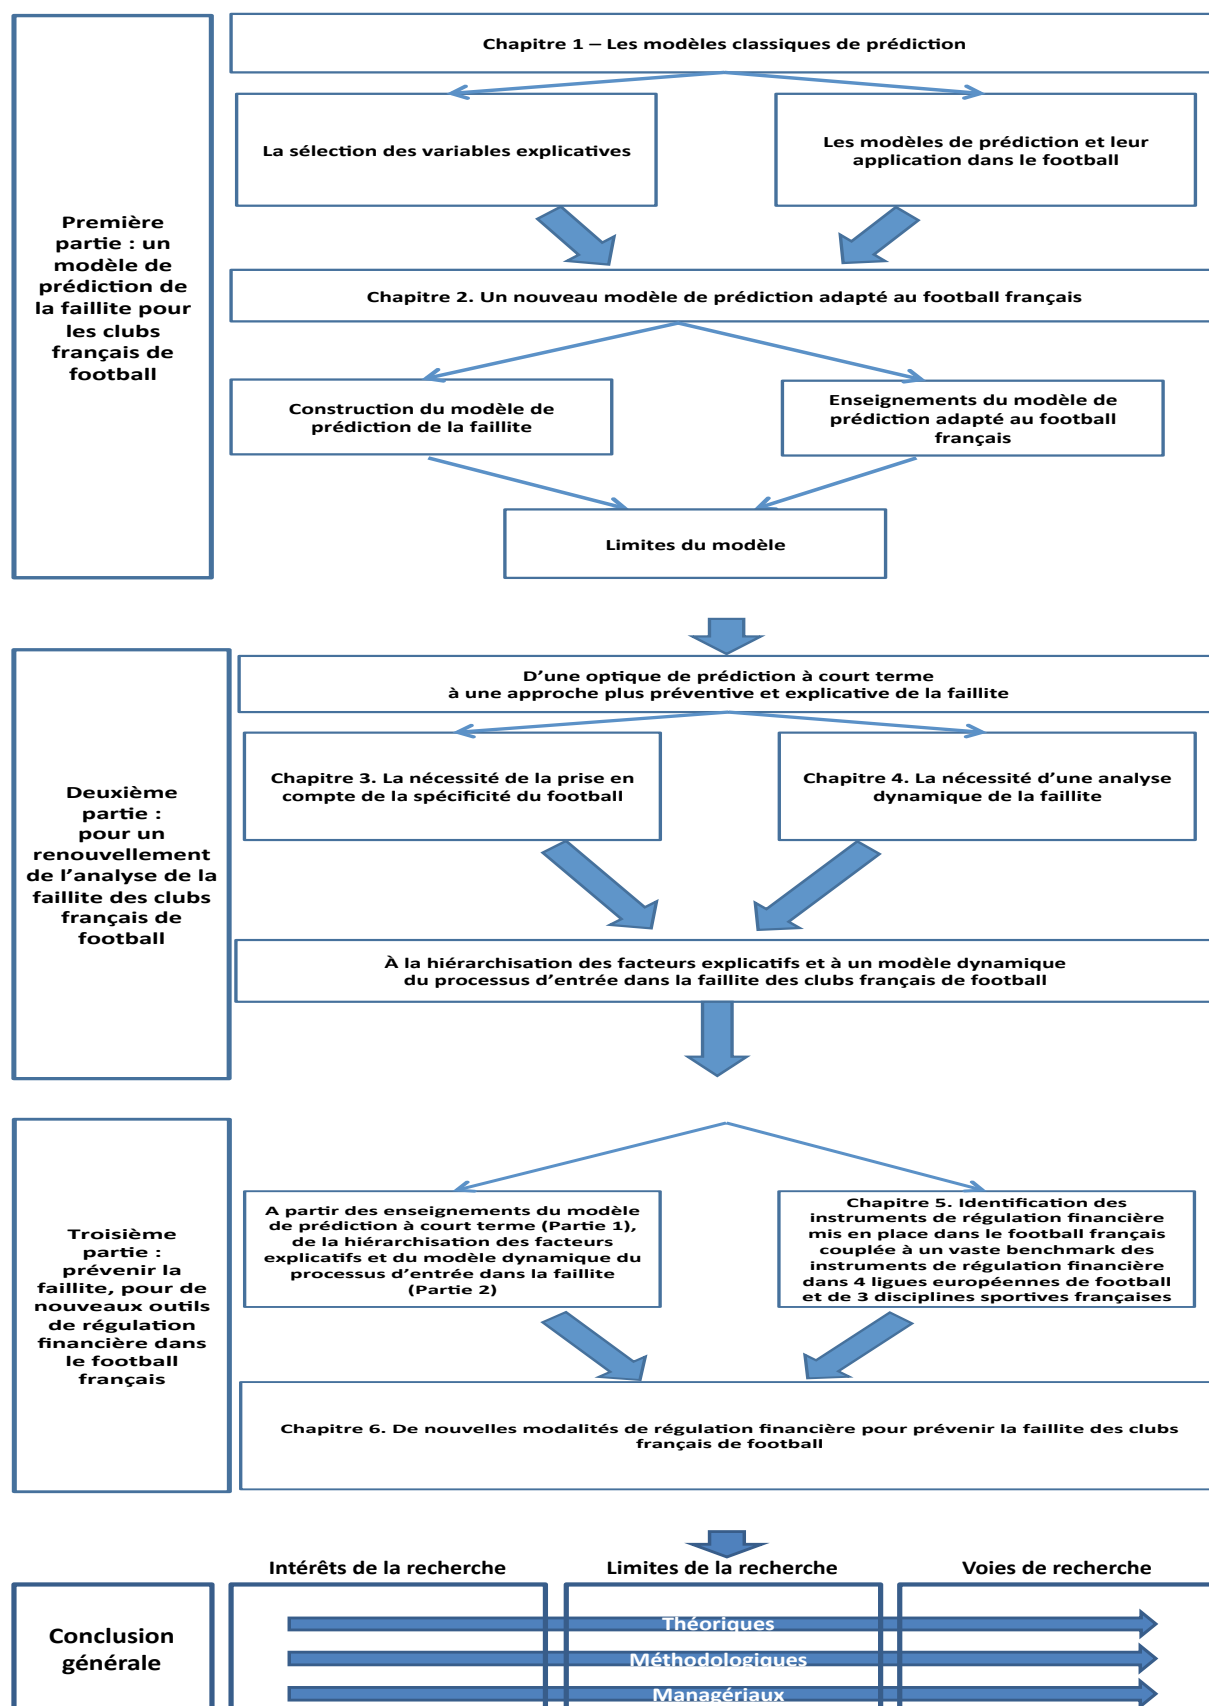 Chapitre 1 – Les modèles classiques de prédiction
La sélection des variables explicatives
Les modèles de prédiction et leur
application dans le football
Première
partie : un
modèle de
prédiction de
la faillite pour
les clubs
français de
football
Chapitre 2. Un nouveau modèle de prédiction adapté au football français
Construction du modèle de
prédiction de la faillite
Enseignements du modèle de
prédiction adapté au football
français
Limites du modèle
D’une optique de prédiction à court terme
à une approche plus préventive et explicative de la faillite
Deuxième
partie :
pour un
renouvellement
de l’analyse de la
faillite des clubs
français de
football
Chapitre 3. La nécessité de la prise en
compte de la spécificité du football
Chapitre 4. La nécessité d’une analyse
dynamique de la faillite
À la hiérarchisation des facteurs explicatifs et à un modèle dynamique
du processus d’entrée dans la faillite des clubs français de football
Troisième
partie :
prévenir la
faillite, pour de
nouveaux outils
de régulation
financière dans
le football
français
A partir des enseignements du modèle
de prédiction à court terme (Partie 1),
de la hiérarchisation des facteurs
explicatifs et du modèle dynamique du
processus d’entrée dans la faillite
(Partie 2)
Chapitre 5. Identification des
instruments de régulation financière
mis en place dans le football français
couplée à un vaste benchmark des
instruments de régulation financière
dans 4 ligues européennes de football
et de 3 disciplines sportives françaises
Chapitre 6. De nouvelles modalités de régulation financière pour prévenir la faillite des clubs
français de football
Intérêts de la recherche
Limites de la recherche
Voies de recherche
Conclusion
générale
Théoriques
Méthodologiques
Managériaux